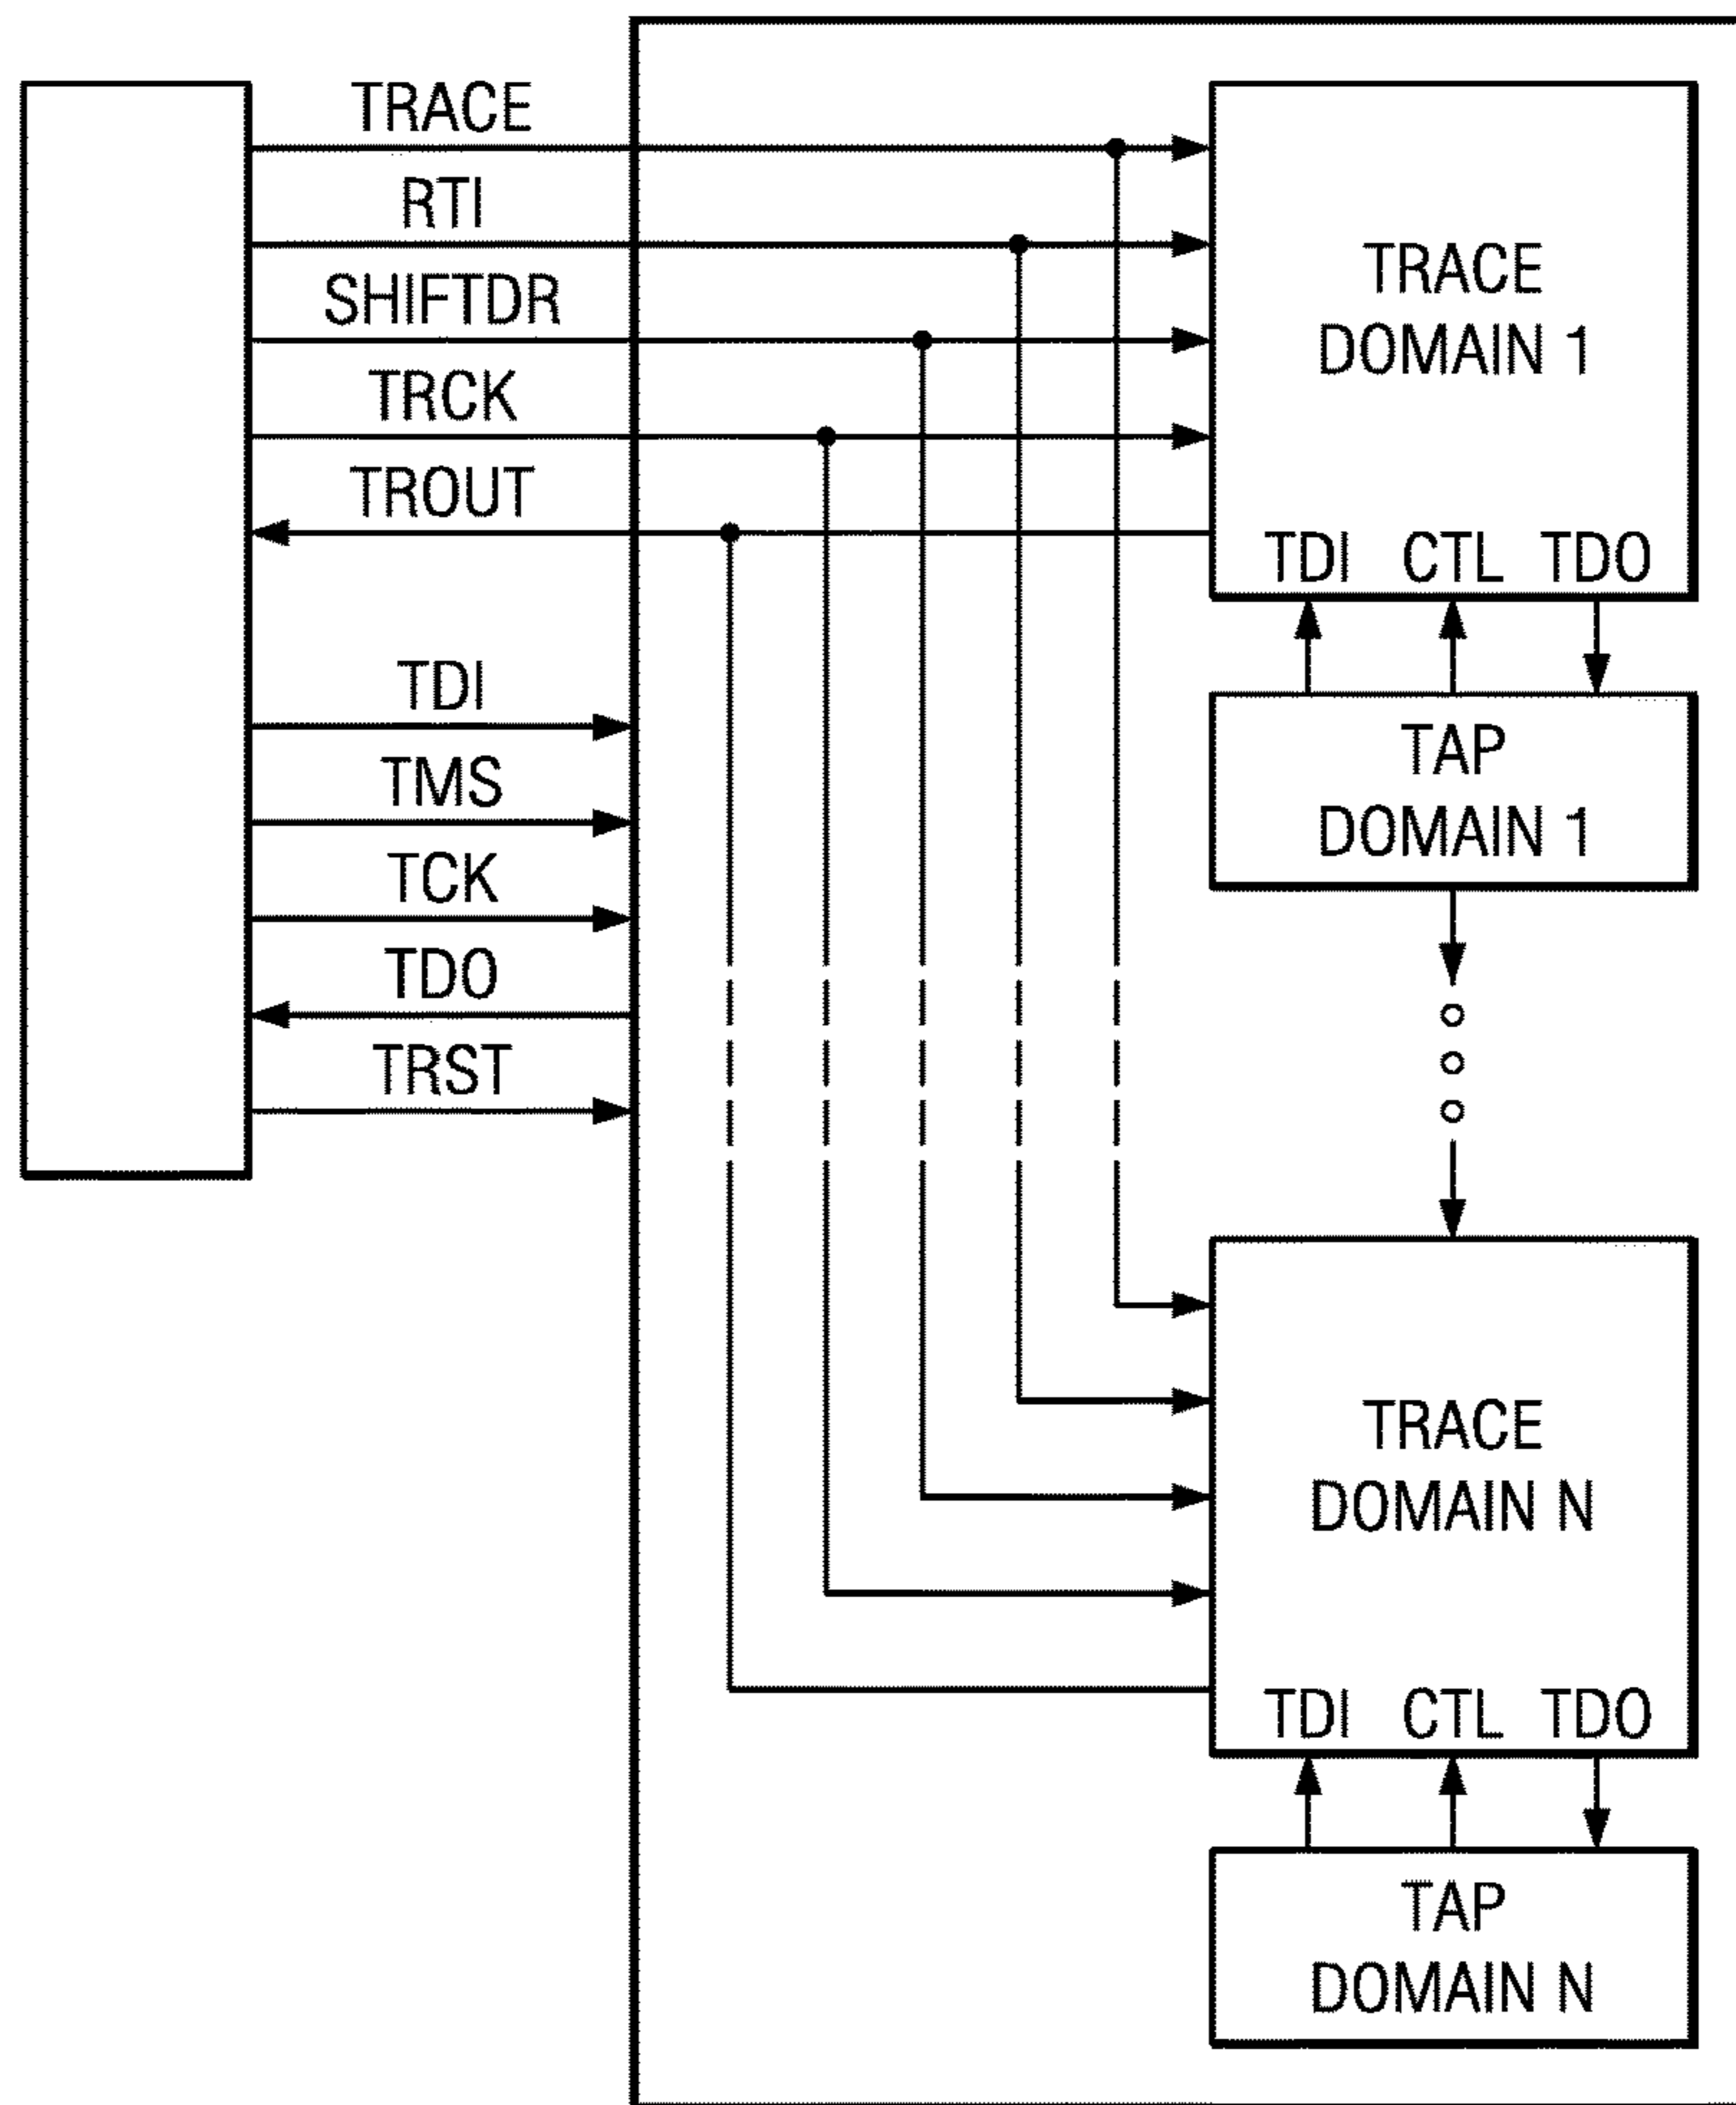 TRACE
RTI
SHIFTDR
TRCK
TROUT
TDI
TMS
TCK
TDO
TRST
TRACE
DOMAIN 1
TDI CTL TDO
TAP
DOMAIN 1
TRACE
DOMAIN N
TDI CTL TDO
TAP
DOMAIN N